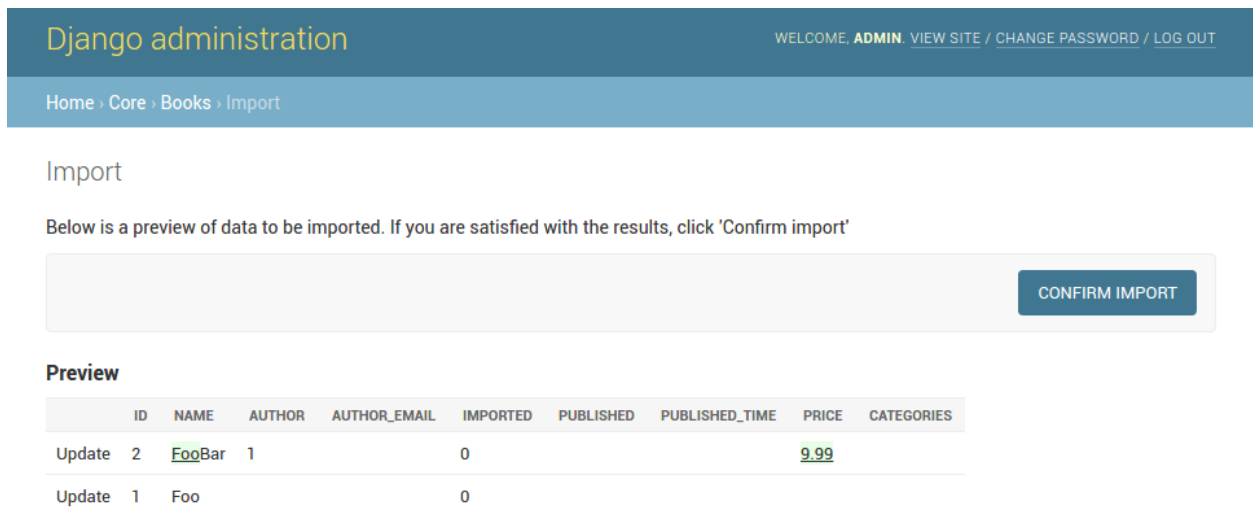 Django administration
WELCOME, ADMIN. VIEW SITE / CHANGE PASSWORD / LOG OUT
Home › Core › Books › Import
Import
Below is a preview of data to be imported. If you are satisfied with the results, click 'Confirm import'
CONFIRM IMPORT
Preview
ID NAME AUTHOR AUTHOR_EMAIL IMPORTED PUBLISHED PUBLISHED_TIME PRICE CATEGORIES
Update 2 FooBar 1 0 9.99
Update 1 Foo 0